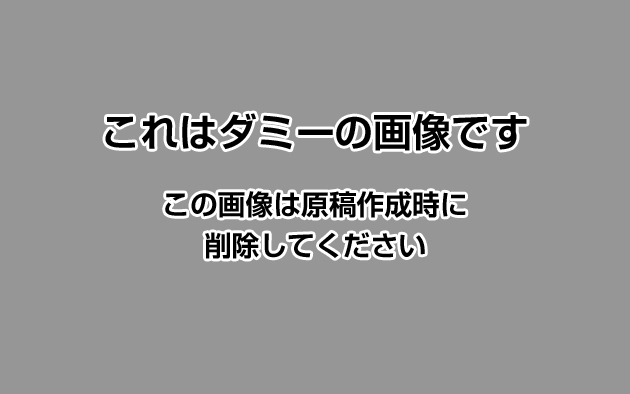 これはダミーの画像です
この画像は原稿作成時に
削除してください